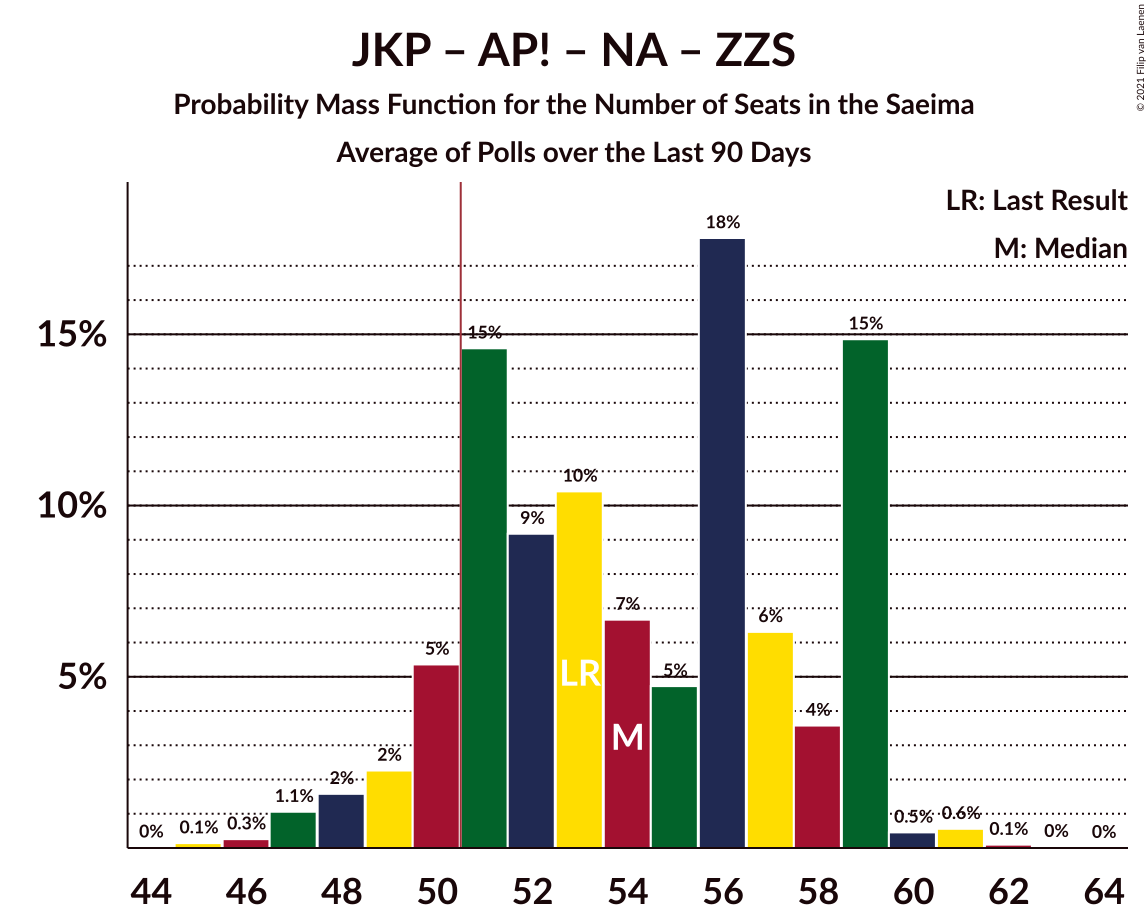 JKP – AP! – NA – ZZS
Probability Mass Function for the Number of Seats in the Saeima
Average of Polls over the Last 90 Days
© 2021 Filip van Laenen
LR: Last Result
M: Median
15%
10%
5%
0%
0.1%
0.3%
1.1%
2%
2%
5%
15%
9%
10%
7%
5%
18%
6%
4%
15%
0.5%
0.6%
0.1%
0%
0%
LR
M
44 46 48 50 52 54 56 58 60 62 64